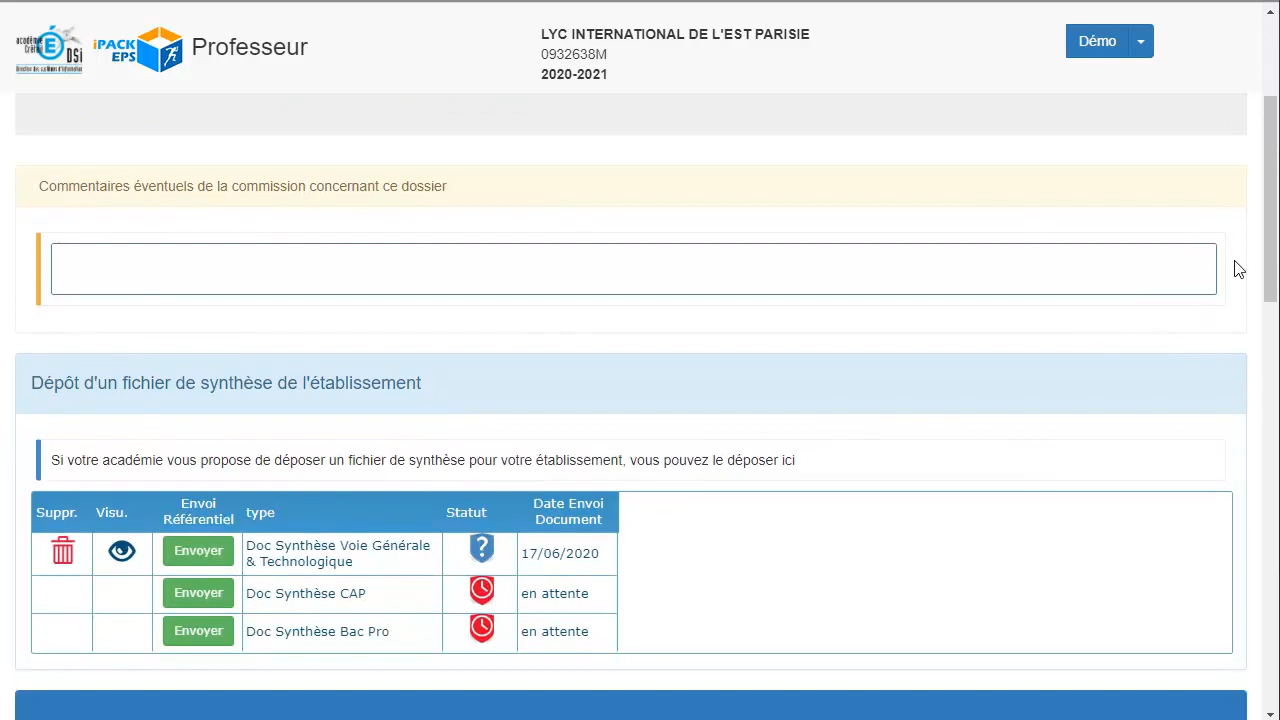 académie
Créteil
DSI
iPACK
EPS
Professeur
LYC INTERNATIONAL DE L'EST PARISIE
0932638M
2020-2021
Démo
Commentaires éventuels de la commission concernant ce dossier
Dépôt d'un fichier de synthèse de l'établissement
Si votre académie vous propose de déposer un fichier de synthèse pour votre établissement, vous pouvez le déposer ici
Suppr. Visu. Envoi Référentiel type Statut Date Envoi Document
Envoyer Doc Synthèse Voie Générale & Technologique ? 17/06/2020
Envoyer Doc Synthèse CAP en attente
Envoyer Doc Synthèse Bac Pro en attente